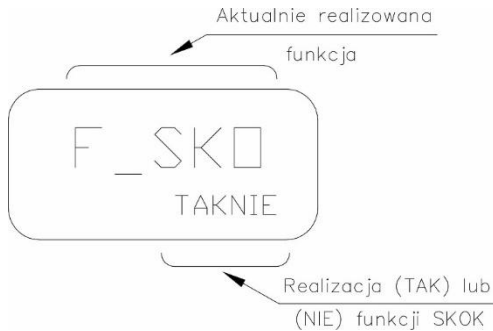 Aktualnie realizowana
funkcja
F_SKO
TAKNIE
Realizacja (TAK) lub
(NIE) funkcji SKOK